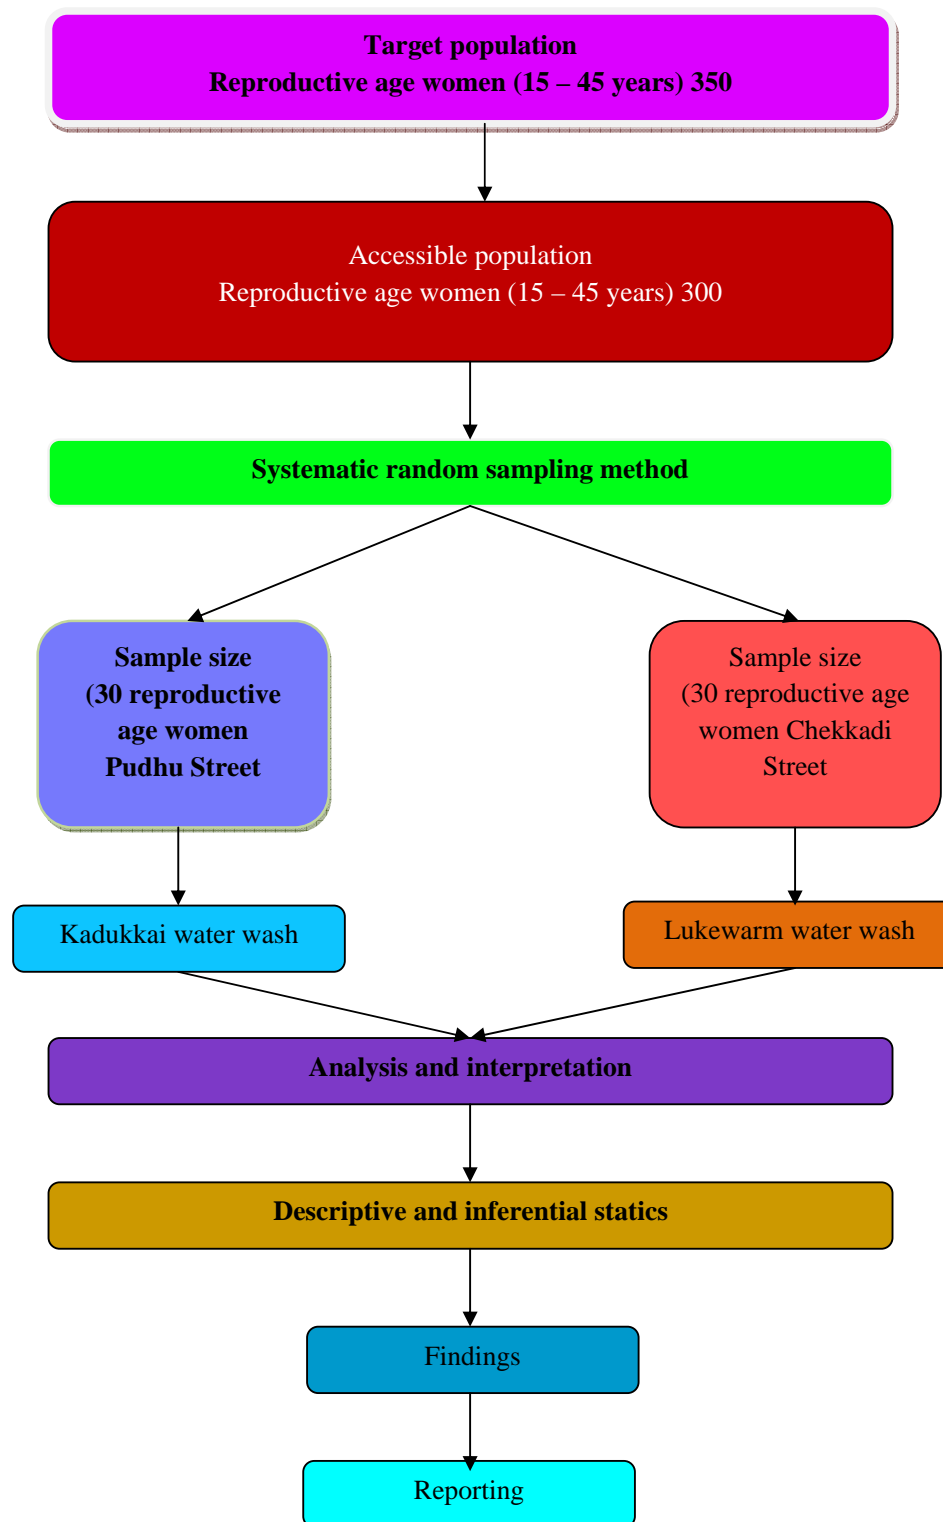 Target population
Reproductive age women (15 – 45 years) 350
Accessible population
Reproductive age women (15 – 45 years) 300
Systematic random sampling method
Sample size
(30 reproductive
age women
Pudhu Street
Sample size
(30 reproductive age
women Chekkadi
Street
Kadukkai water wash
Lukewarm water wash
Analysis and interpretation
Descriptive and inferential statics
Findings
Reporting